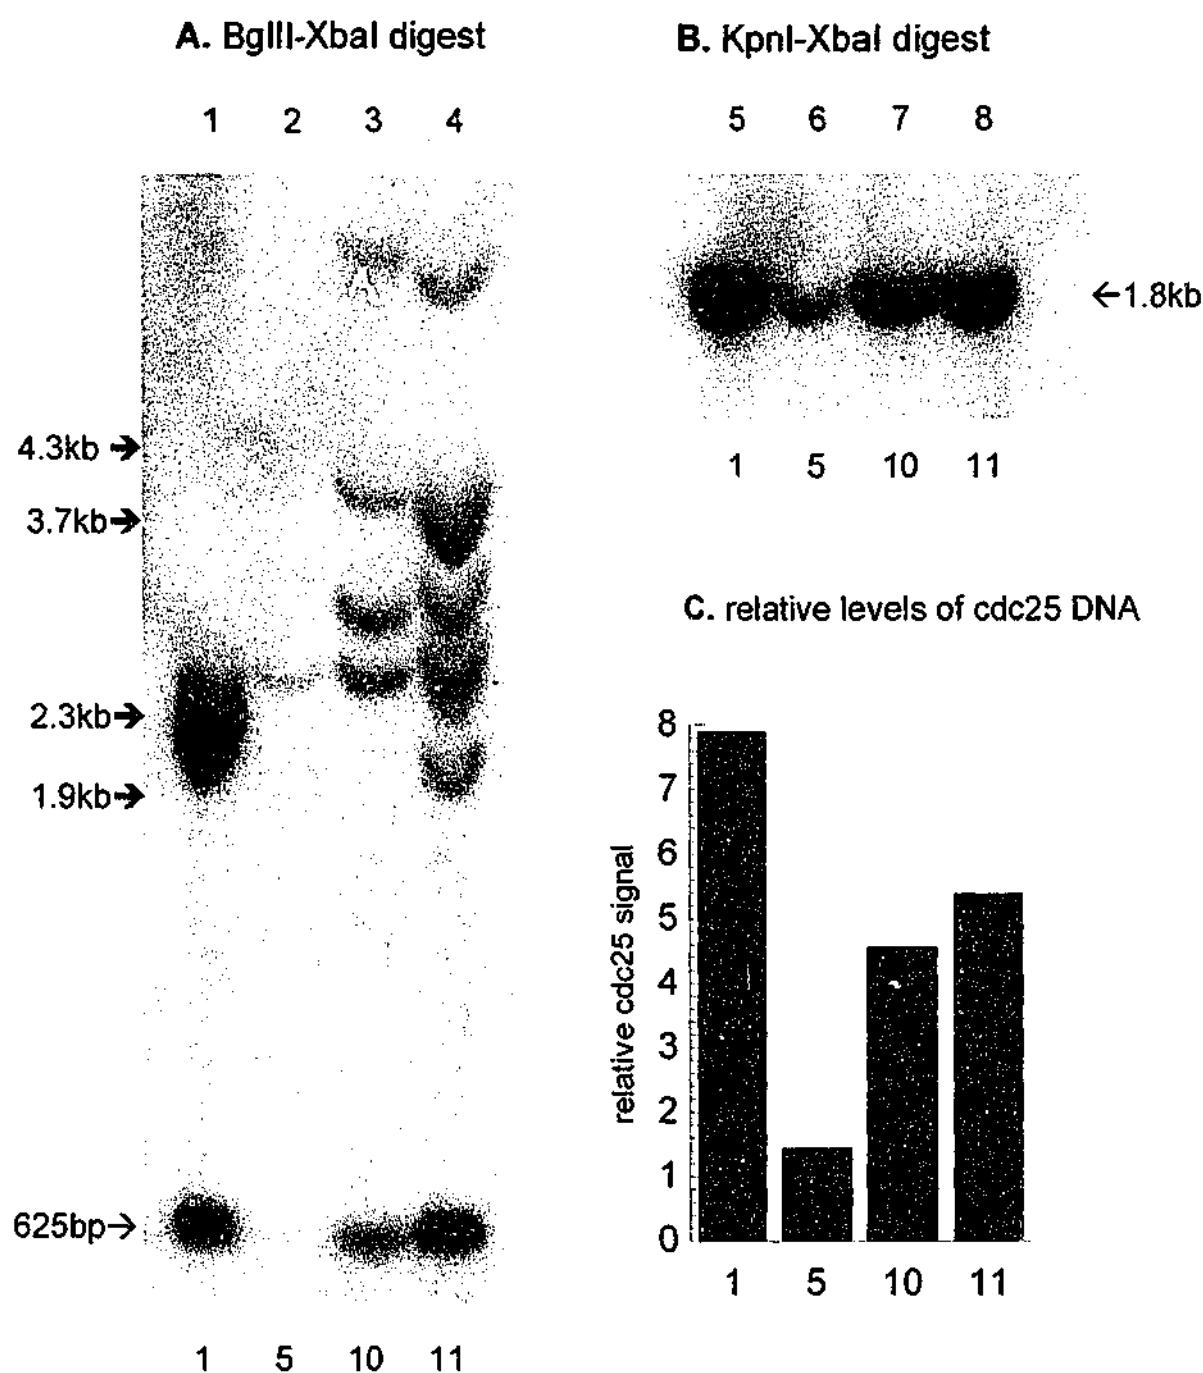 A. BglII-XbaI digest
1 2 3 4
4.3kb→
3.7kb→
2.3kb→
1.9kb→
625bp→
1 5 10 11
B. KpnI-XbaI digest
5 6 7 8
←1.8kb
1 5 10 11
C. relative levels of cdc25 DNA
relative cdc25 signal
8
7
6
5
4
3
2
1
0
1 5 10 11